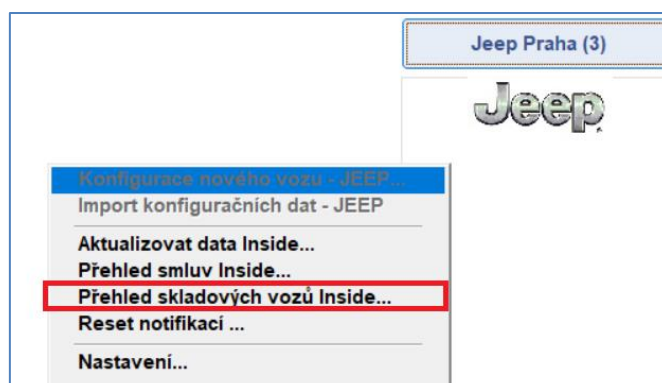 Jeep Praha (3)
Jeep
Konfigurace nového vozu - JEEP...
Import konfiguračních dat - JEEP
Aktualizovat data Inside...
Přehled smluv Inside...
Přehled skladových vozů Inside...
Reset notifikací ...
Nastavení...